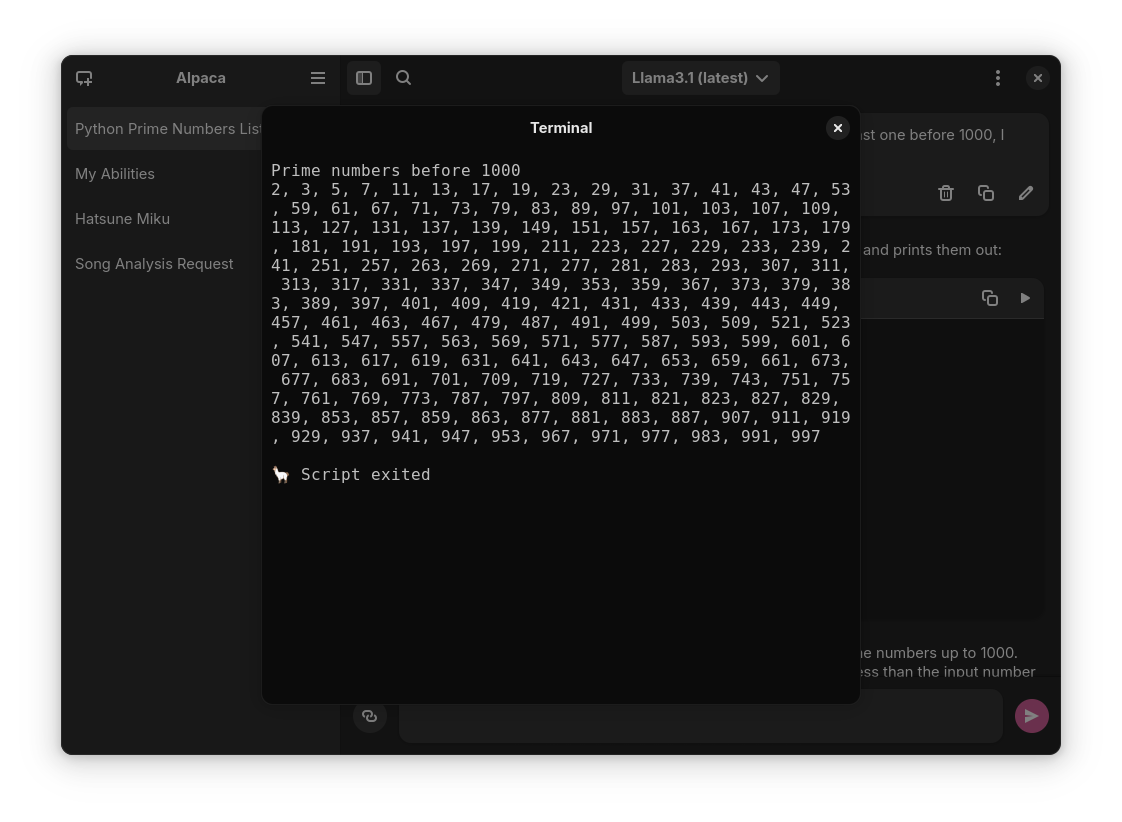 Alpaca
Llama3.1 (latest)
Python Prime Numbers List
My Abilities
Hatsune Miku
Song Analysis Request
Terminal
Prime numbers before 1000
2, 3, 5, 7, 11, 13, 17, 19, 23, 29, 31, 37, 41, 43, 47, 53
, 59, 61, 67, 71, 73, 79, 83, 89, 97, 101, 103, 107, 109,
113, 127, 131, 137, 139, 149, 151, 157, 163, 167, 173, 179
, 181, 191, 193, 197, 199, 211, 223, 227, 229, 233, 239, 2
41, 251, 257, 263, 269, 271, 277, 281, 283, 293, 307, 311,
313, 317, 331, 337, 347, 349, 353, 359, 367, 373, 379, 38
3, 389, 397, 401, 409, 419, 421, 431, 433, 439, 443, 449,
457, 461, 463, 467, 479, 487, 491, 499, 503, 509, 521, 523
, 541, 547, 557, 563, 569, 571, 577, 587, 593, 599, 601, 6
07, 613, 617, 619, 631, 641, 643, 647, 653, 659, 661, 673,
677, 683, 691, 701, 709, 719, 727, 733, 739, 743, 751, 75
7, 761, 769, 773, 787, 797, 809, 811, 821, 823, 827, 829,
839, 853, 857, 859, 863, 877, 881, 883, 887, 907, 911, 919
, 929, 937, 941, 947, 953, 967, 971, 977, 983, 991, 997
Script exited
one before 1000, I
and prints them out:
numbers up to 1000.
than the input number